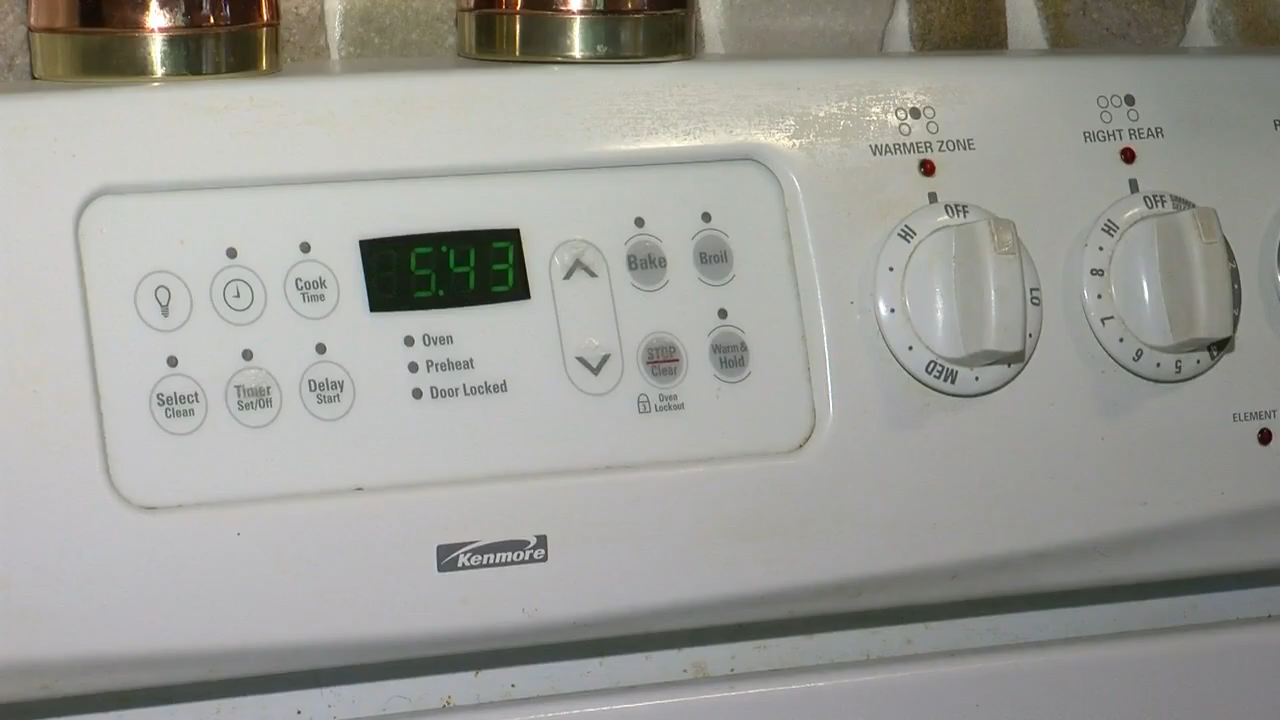 WARMER ZONE
RIGHT REAR
OFF
HI
LO
MED
OFF
HI
8
7
6
5
5:43
Cook
Time
Bake
Broil
Oven
Preheat
Door Locked
Select
Clean
Timer
Set/Off
Delay
Start
STOP
Clear
Warm&
Hold
Oven
Lockout
ELEMENT
Kenmore